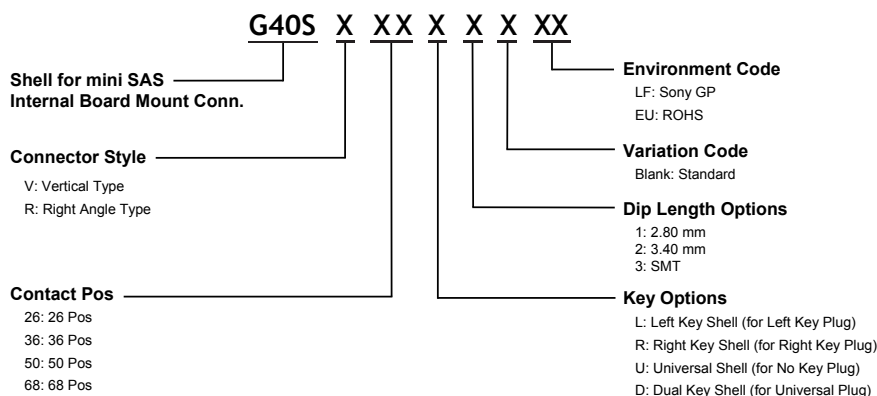 G40S X XX X X X XX
Shell for mini SAS
Internal Board Mount Conn.
Connector Style
V: Vertical Type
R: Right Angle Type
Contact Pos
26: 26 Pos
36: 36 Pos
50: 50 Pos
68: 68 Pos
Environment Code
LF: Sony GP
EU: ROHS
Variation Code
Blank: Standard
Dip Length Options
1: 2.80 mm
2: 3.40 mm
3: SMT
Key Options
L: Left Key Shell (for Left Key Plug)
R: Right Key Shell (for Right Key Plug)
U: Universal Shell (for No Key Plug)
D: Dual Key Shell (for Universal Plug)